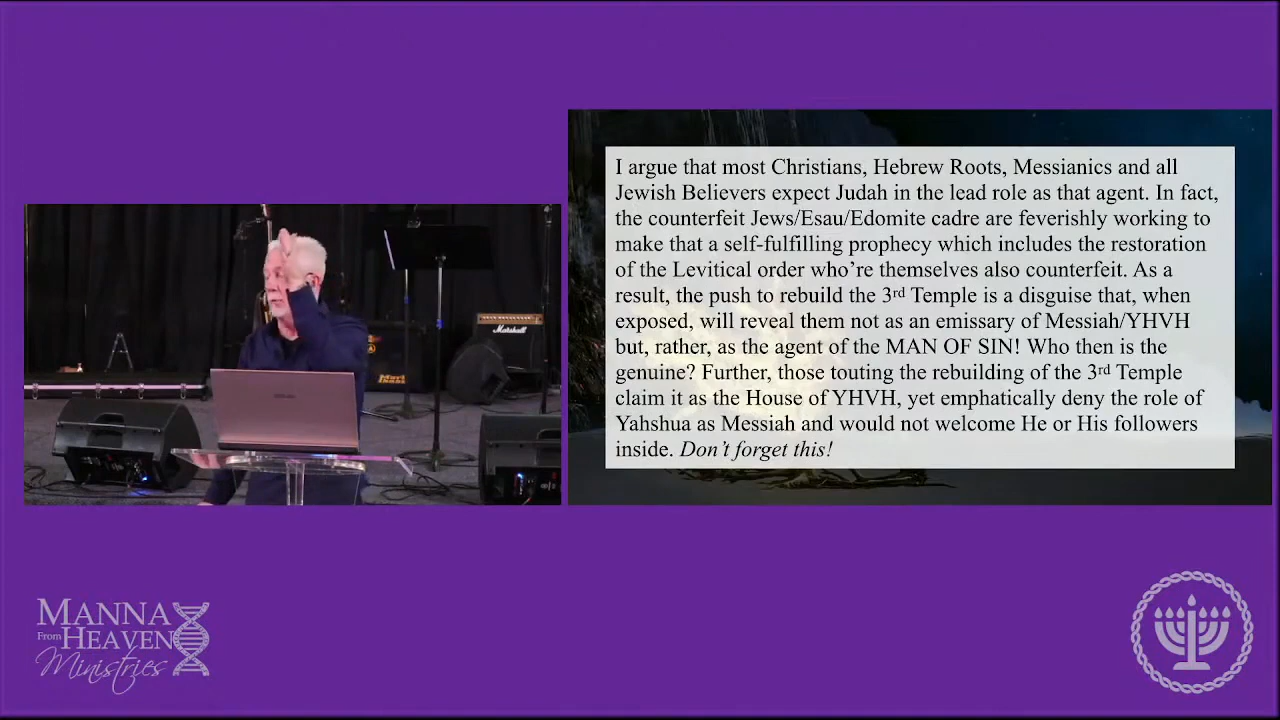 I argue that most Christians, Hebrew Roots, Messianics and all
Jewish Believers expect Judah in the lead role as that agent. In fact,
the counterfeit Jews/Esau/Edomite cadre are feverishly working to
make that a self-fulfilling prophecy which includes the restoration
of the Levitical order who’re themselves also counterfeit. As a
result, the push to rebuild the 3rd Temple is a disguise that, when
exposed, will reveal them not as an emissary of Messiah/YHVH
but, rather, as the agent of the MAN OF SIN! Who then is the
genuine? Further, those touting the rebuilding of the 3rd Temple
claim it as the House of YHVH, yet emphatically deny the role of
Yahshua as Messiah and would not welcome He or His followers
inside. Don’t forget this!
Marshall
MANNA
From HEAVEN
Ministries